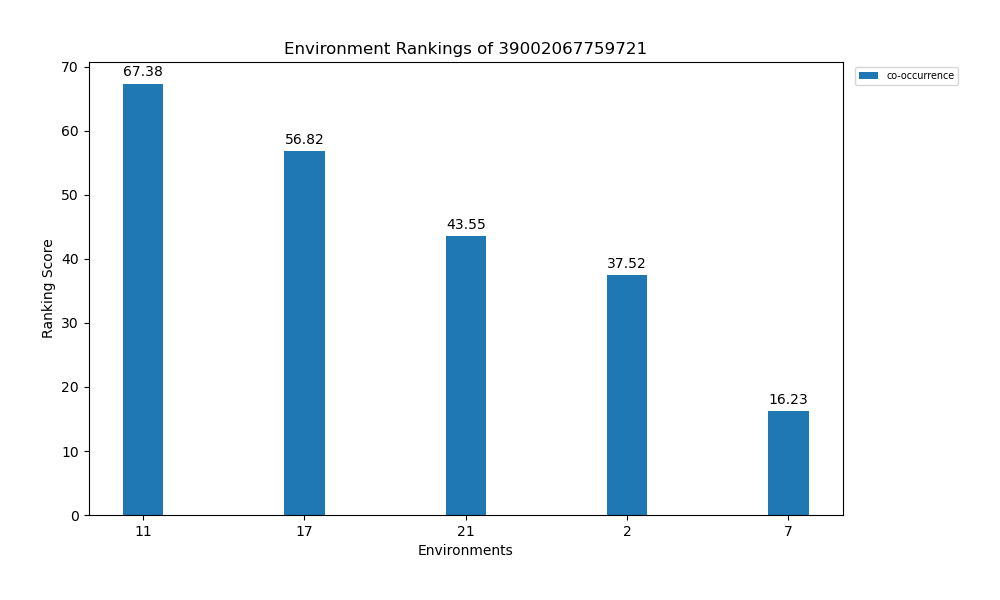 Environment Rankings of 39002067759721
co-occurrence
Ranking Score
70
60
50
40
30
20
10
0
67.38
56.82
43.55
37.52
16.23
11 17 21 2 7
Environments